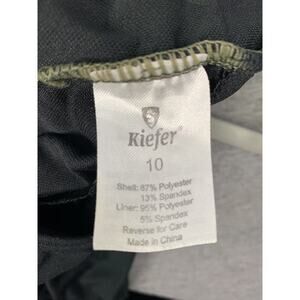 Kiefer
10
Shell: 87% Polyester
13% Spandex
Liner: 95% Polyester
5% Spandex
Reverse for Care
Made in China